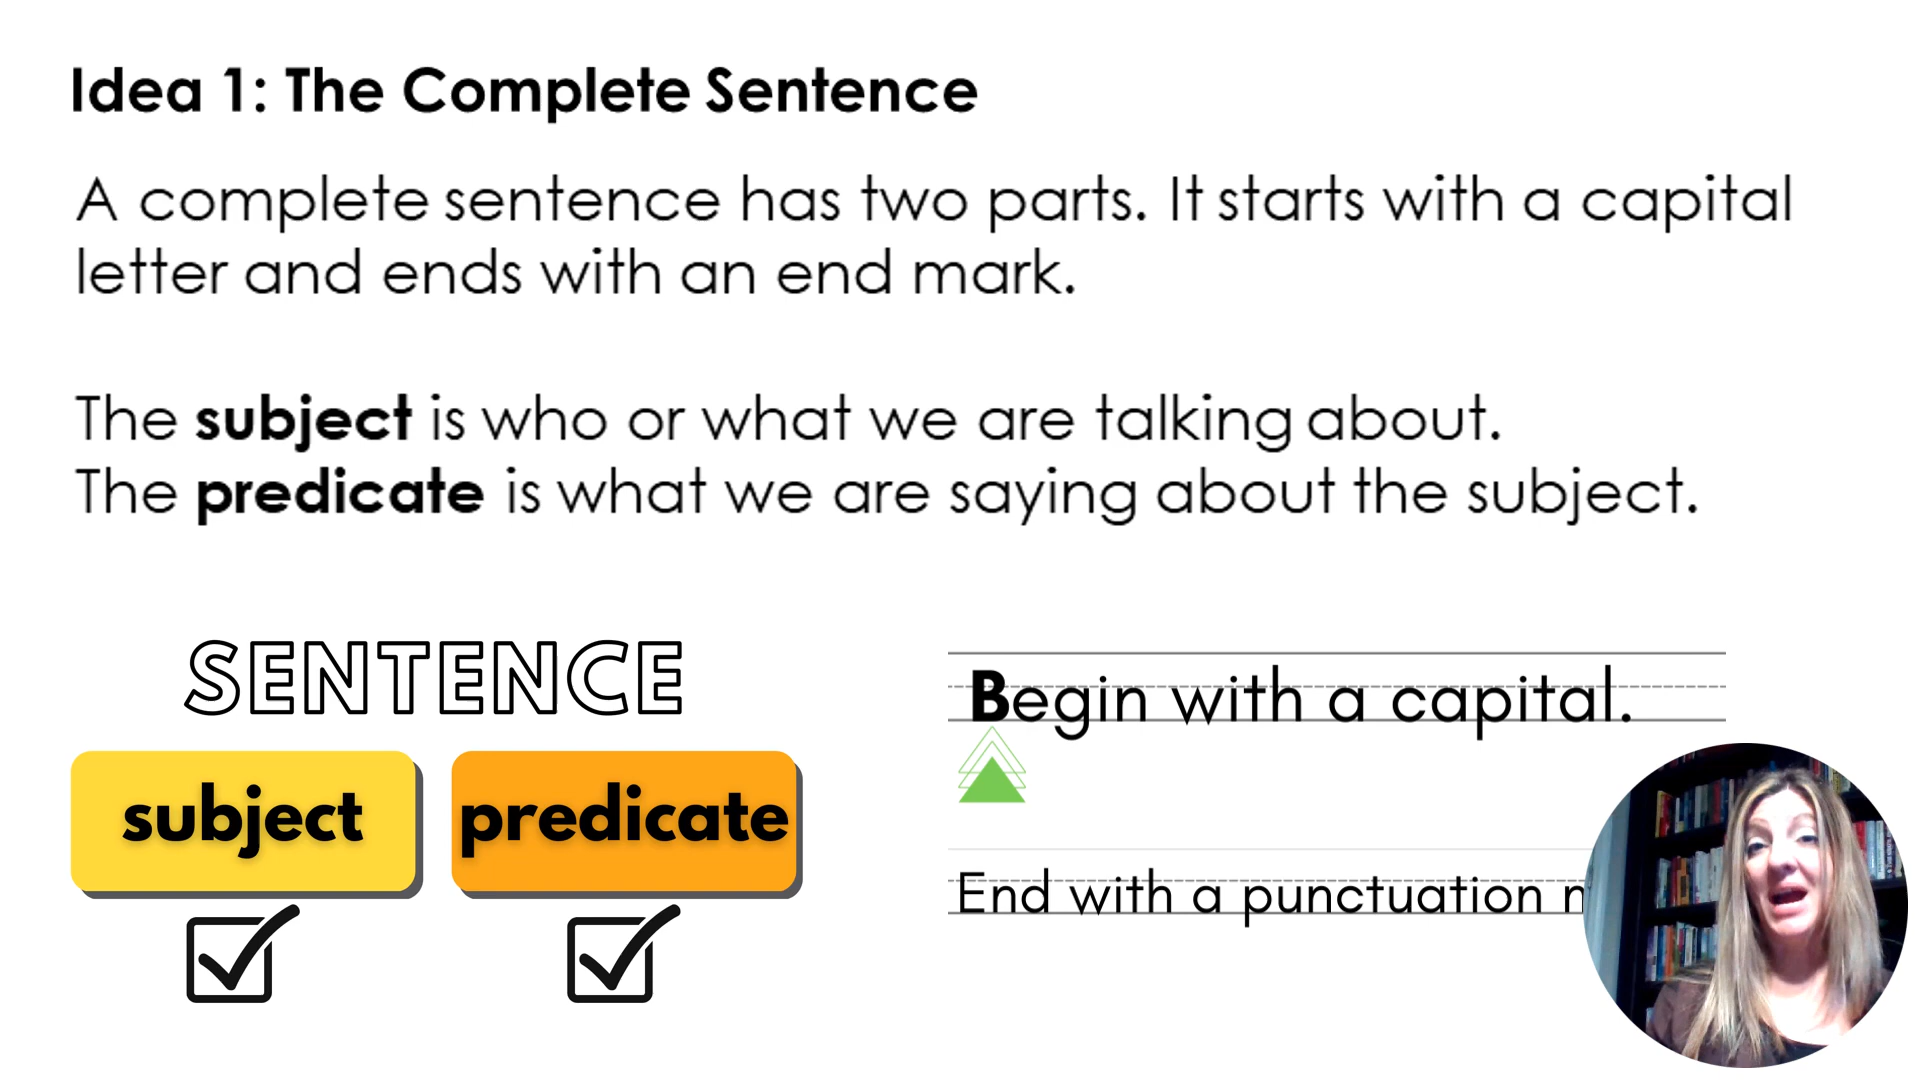 Idea 1: The Complete Sentence
A complete sentence has two parts. It starts with a capital
letter and ends with an end mark.
The subject is who or what we are talking about.
The predicate is what we are saying about the subject.
SENTENCE
subject
predicate
Begin with a capital.
End with a punctuation